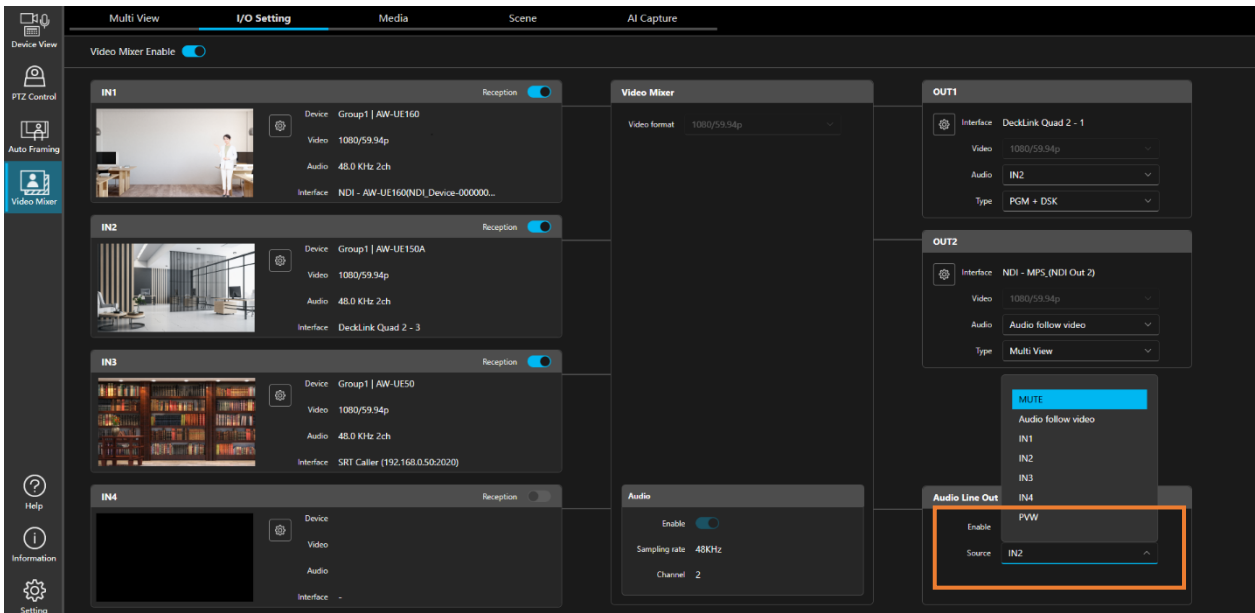 Multi View
I/O Setting
Media
Scene
AI Capture
Device View
PTZ Control
Auto Framing
Video Mixer
Help
Information
Setting
Video Mixer Enable
IN1
Reception
Device Group1 | AW-UE160
Video 1080/59.94p
Audio 48.0 KHz 2ch
Interface NDI - AW-UE160(NDI_Device-000000...
IN2
Reception
Device Group1 | AW-UE150A
Video 1080/59.94p
Audio 48.0 KHz 2ch
Interface DeckLink Quad 2 - 3
IN3
Reception
Device Group1 | AW-UE50
Video 1080/59.94p
Audio 48.0 KHz 2ch
Interface SRT Caller (192.168.0.50:2020)
IN4
Reception
Device
Video
Audio
Interface -
Video Mixer
Video format 1080/59.94p
Audio
Enable
Sampling rate 48KHz
Channel 2
OUT1
Interface DeckLink Quad 2 - 1
Video 1080/59.94p
Audio IN2
Type PGM + DSK
OUT2
Interface NDI - MPS_(NDI Out 2)
Video 1080/59.94p
Audio Audio follow video
Type Multi View
MUTE
Audio follow video
IN1
IN2
IN3
IN4
PVW
Audio Line Out
Enable
Source IN2